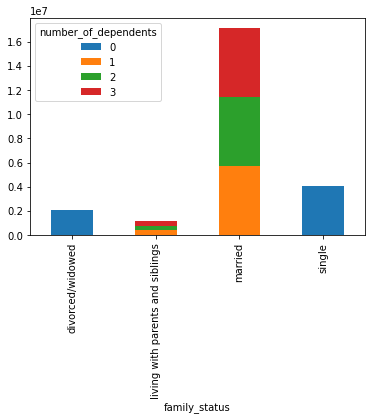 1e7
number_of_dependents
0
1
2
3
1.6
1.4
1.2
1.0
0.8
0.6
0.4
0.2
0.0
divorced/widowed
living with parents and siblings
married
single
family_status